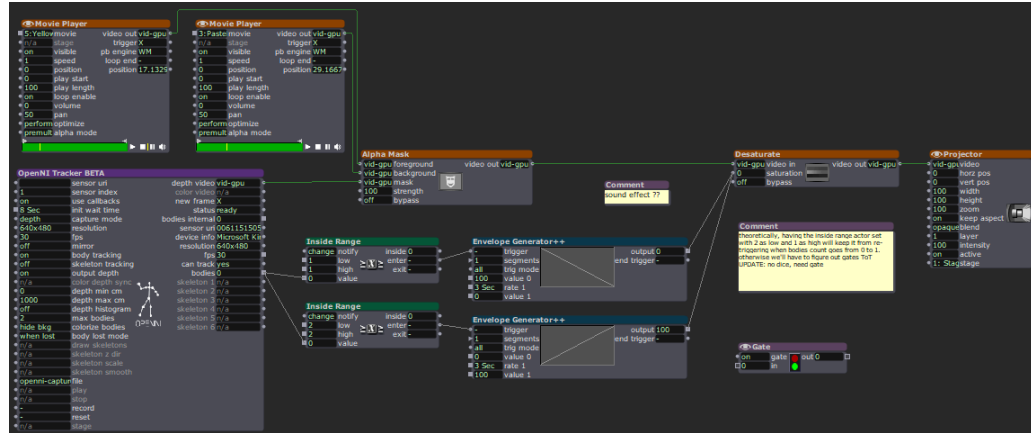 Movie Player
5:Yellow movie video out vid-gpu
n/a stage trigger X
on visible pb engine WM
1 speed loop end -
0 position position 17.1329
0 play start
100 play length
on loop enable
0 volume
50 pan
perform optimize
premult alpha mode
Movie Player
3:Paste movie video out vid-gpu
n/a stage trigger X
on visible pb engine WM
1 speed loop end -
0 position position 29.1667
0 play start
100 play length
on loop enable
0 volume
50 pan
perform optimize
premult alpha mode
OpenNI Tracker BETA
sensor uri depth video vid-gpu
1 sensor index color video n/a
on use callbacks new frame X
8 Sec init wait time status ready
depth capture mode bodies internal 0
640x480 resolution sensor uri 0061151505
30 fps device info Microsoft Kin
off mirror resolution 640x480
on body tracking fps 30
off skeleton tracking can track yes
on output depth bodies 0
n/a color depth sync skeleton 1 n/a
0 depth min cm skeleton 2 n/a
1000 depth max cm skeleton 3 n/a
off depth histogram skeleton 4 n/a
2 max bodies skeleton 5 n/a
hide bkg colorize bodies skeleton 6 n/a
when lost body lost mode
n/a draw skeletons
n/a skeleton z dir
n/a skeleton scale
n/a skeleton smooth
openni-captur file
n/a play
n/a stop
- record
- reset
n/a stage
OPENNI
Alpha Mask
vid-gpu foreground video out vid-gpu
vid-gpu background
vid-gpu mask
100 strength
off bypass
Inside Range
change notify inside 0
1 low enter -
1 high exit -
0 value
Inside Range
change notify inside 0
2 low enter -
2 high exit -
0 value
Envelope Generator++
- trigger output 0
1 segments end trigger -
all trig mode
100 value 0
3 Sec rate 1
0 value 1
Envelope Generator++
- trigger output 100
1 segments end trigger -
all trig mode
0 value 0
3 Sec rate 1
100 value 1
Comment
sound effect ??
Desaturate
vid-gpu video in video out vid-gpu
0 saturation
off bypass
Comment
theoretically, having the inside range actor set
with 2 as low and 1 as high will keep it from re-
triggering when bodies count goes from 0 to 1.
otherwise we'll have to figure out gates ToT
UPDATE: no dice, need gate
Gate
on gate out 0
0 in
Projector
vid-gpu video
0 horz pos
0 vert pos
100 width
100 height
100 zoom
on keep aspect
opaque blend
1 layer
100 intensity
on active
1: Stag stage